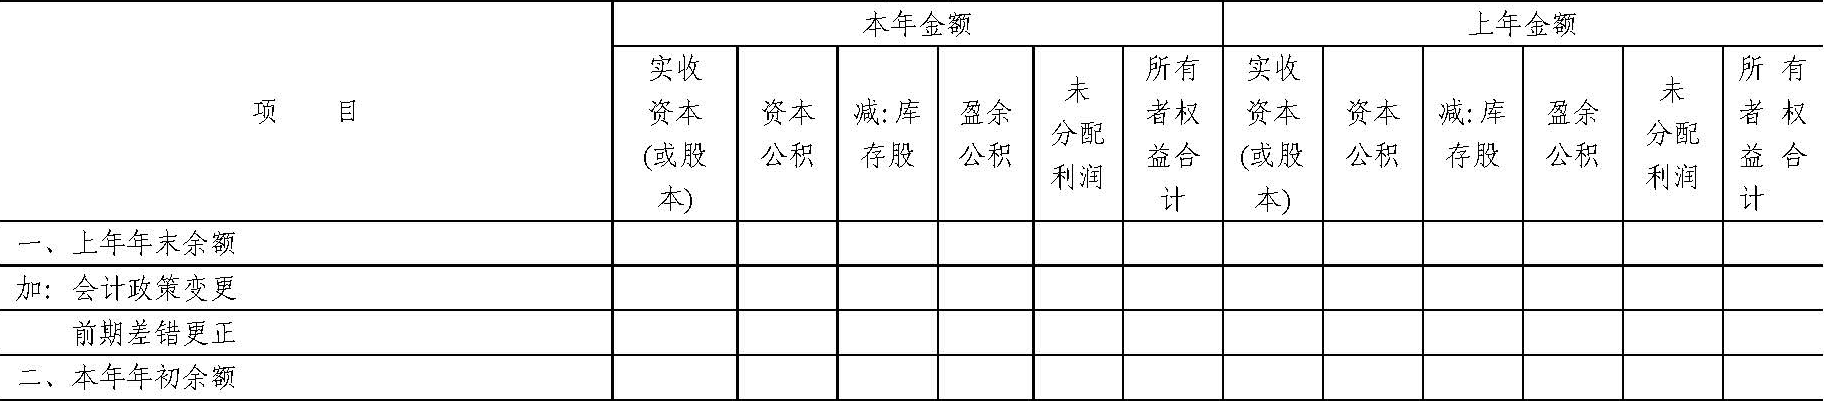 项 目
本年金额
上年金额
实收
资本
(或股
本)
资本
公积
减:库
存股
盈余
公积
未
分配
利润
所有
者权
益合
计
实收
资本
(或股
本)
资本
公积
减:库
存股
盈余
公积
未
分配
利润
所 有
者 权
益 合
计
一、上年年末余额
加: 会计政策变更
前期差错更正
二、本年年初余额